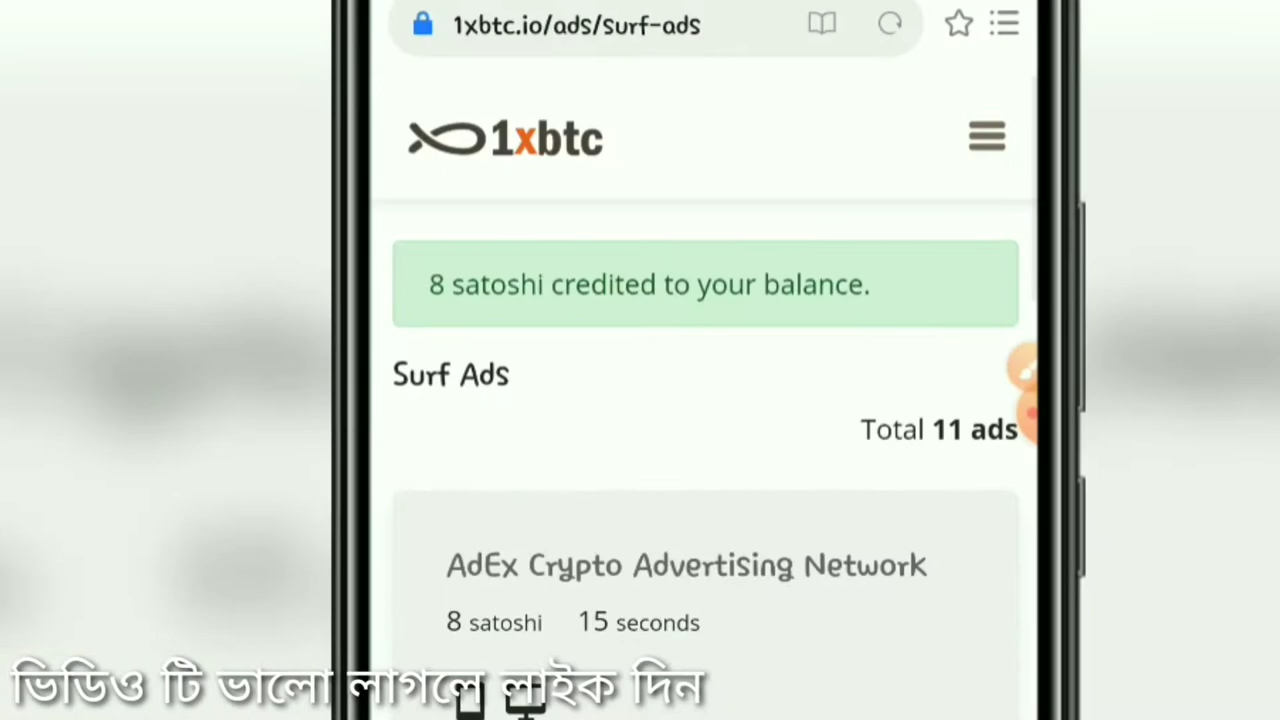 1xbtc.io/ads/surf-ads
1xbtc
8 satoshi credited to your balance.
Surf Ads
Total 11 ads
AdEx Crypto Advertising Network
8 satoshi 15 seconds
ভিডিও টি ভালো লাগলে লাইক দিন